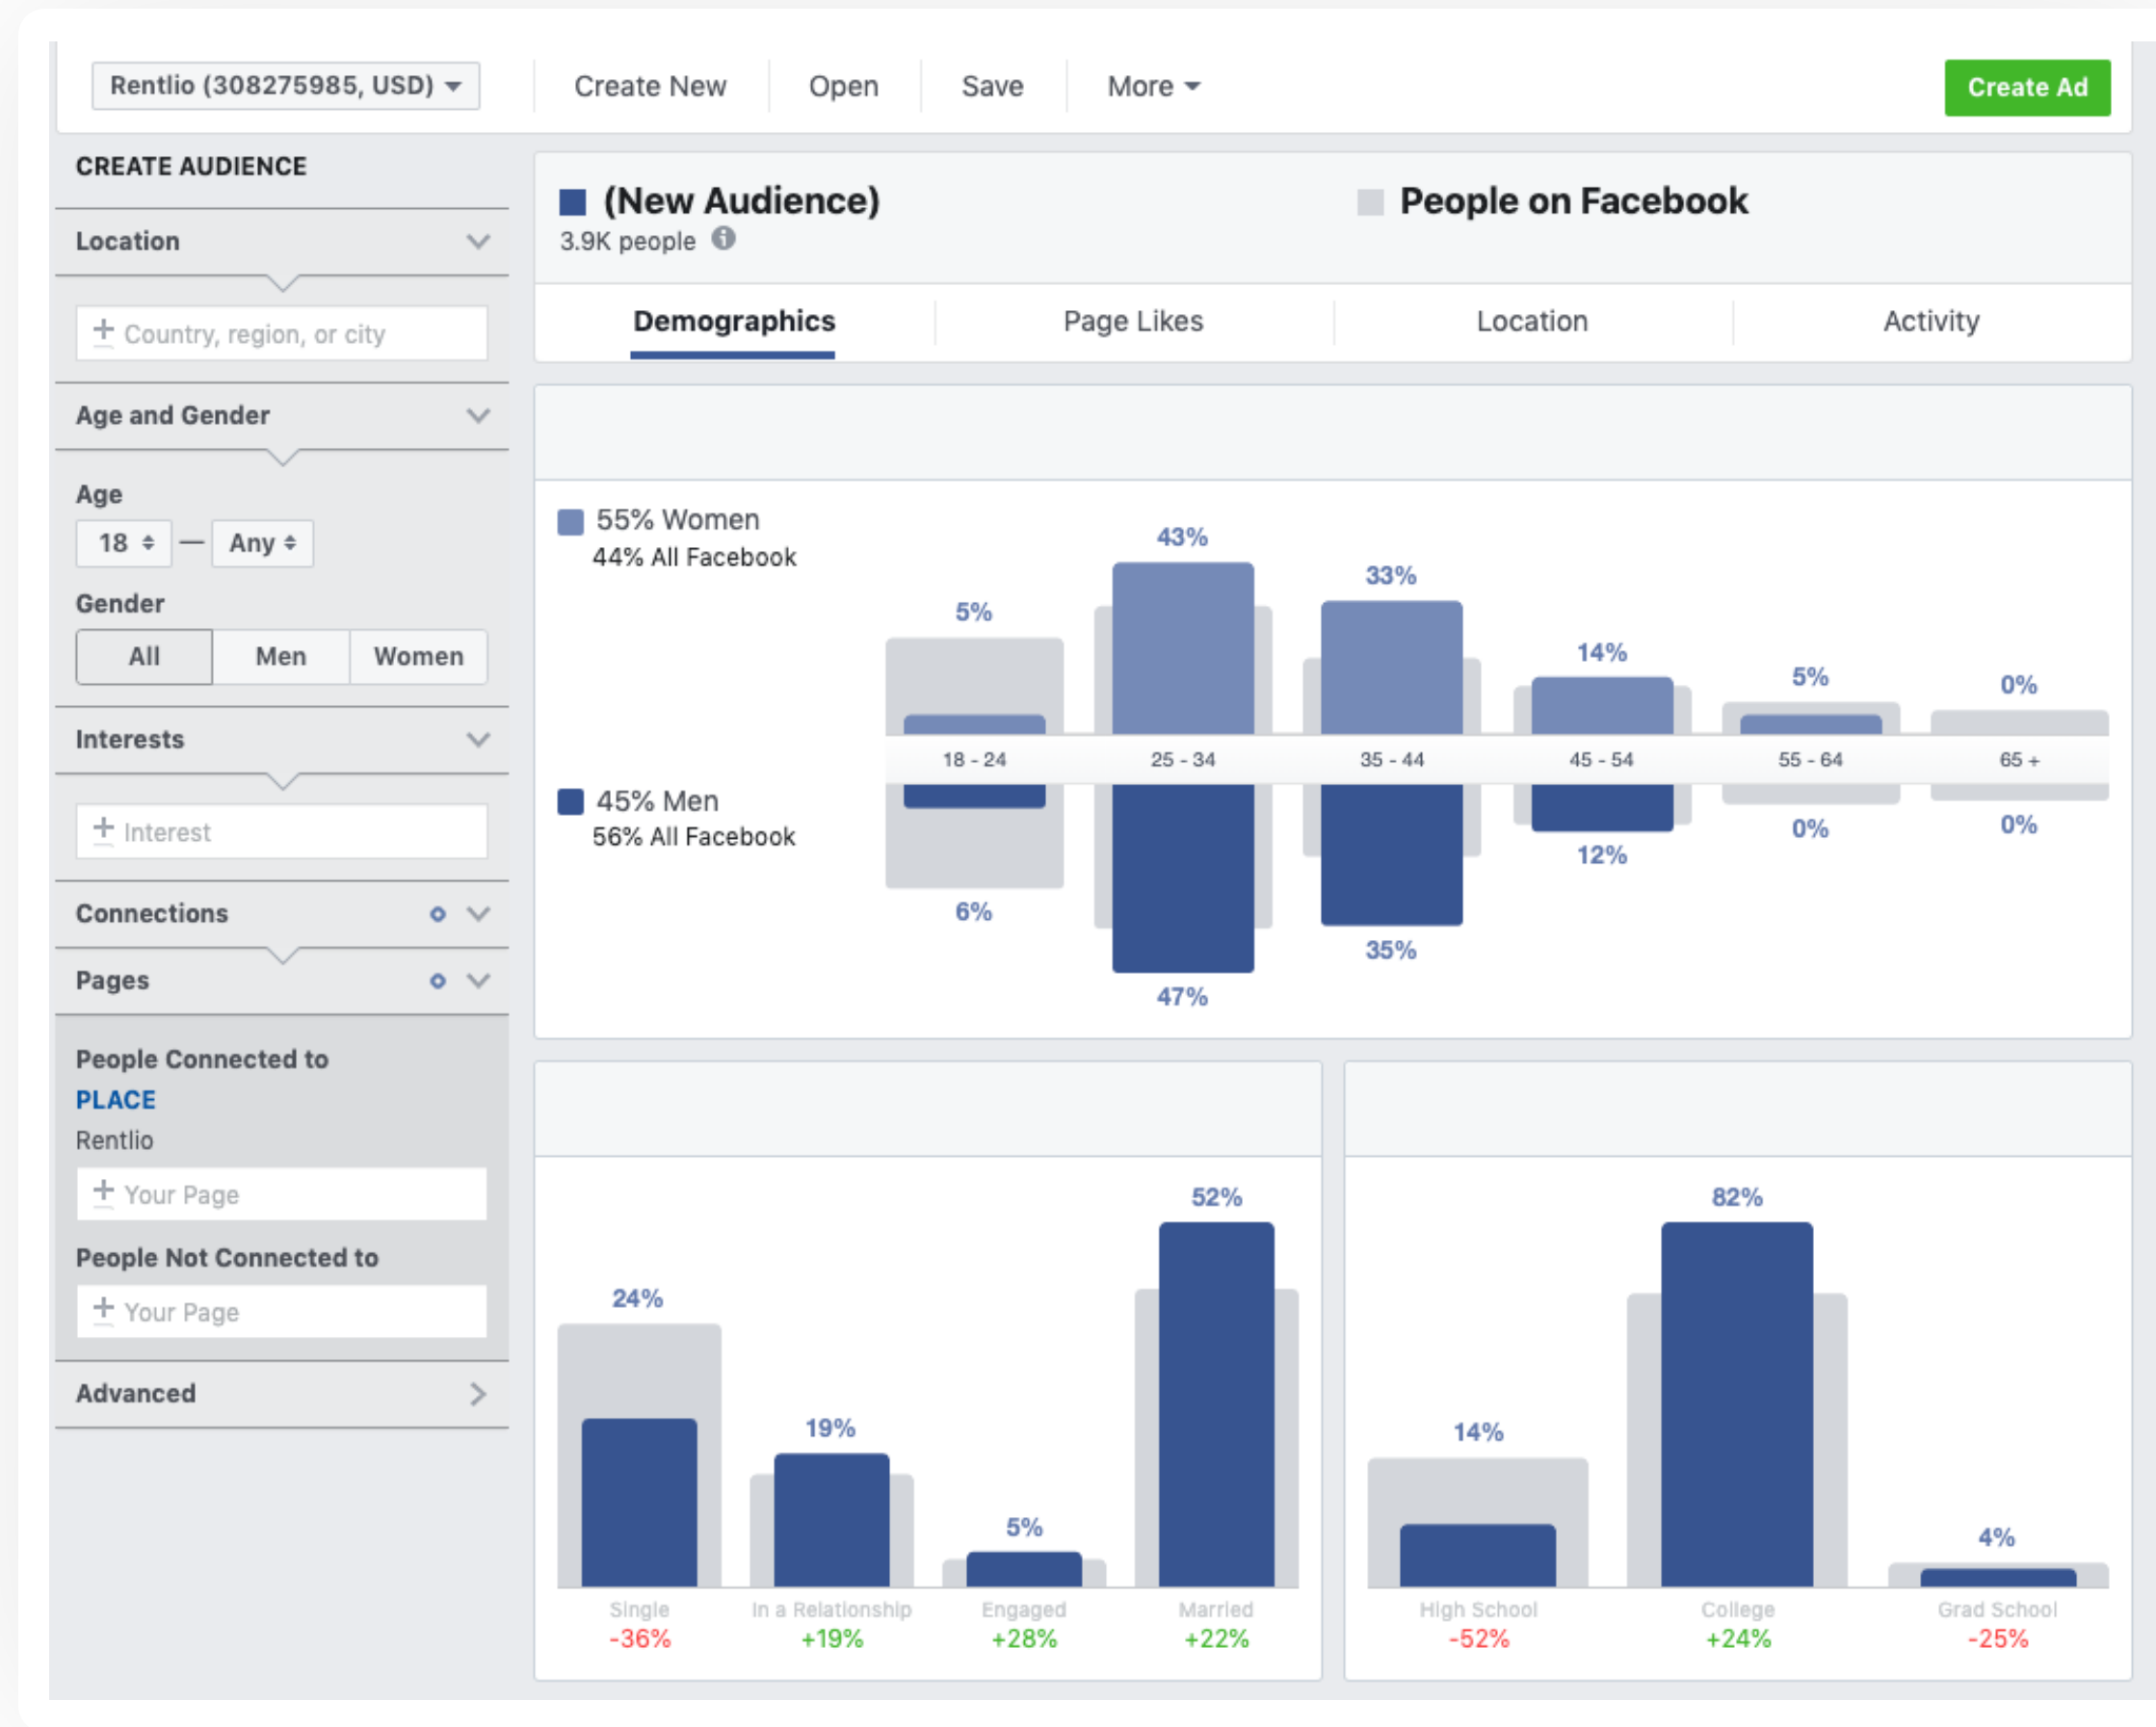 Rentlio (308275985, USD)
Create New
Open
Save
More
Create Ad
CREATE AUDIENCE
Location
Country, region, or city
Age and Gender
Age
18 — Any
Gender
All Men Women
Interests
Interest
Connections
Pages
People Connected to
PLACE
Rentlio
Your Page
People Not Connected to
Your Page
Advanced
(New Audience)
3.9K people
People on Facebook
Demographics Page Likes Location Activity
55% Women
44% All Facebook
5% 43% 33% 14% 5% 0%
18 - 24 25 - 34 35 - 44 45 - 54 55 - 64 65 +
45% Men
56% All Facebook
6% 47% 35% 12% 0% 0%
24% 19% 5% 52%
Single In a Relationship Engaged Married
-36% +19% +28% +22%
14% 82% 4%
High School College Grad School
-52% +24% -25%